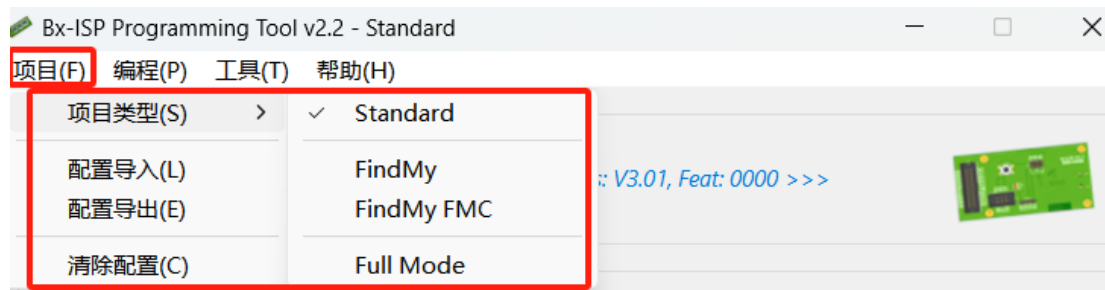 Bx-ISP Programming Tool v2.2 - Standard
项目(F) 编程(P) 工具(T) 帮助(H)
项目类型(S) > ✓ Standard
配置导入(L) FindMy
: V3.01, Feat: 0000 >>>
配置导出(E) FindMy FMC
清除配置(C) Full Mode